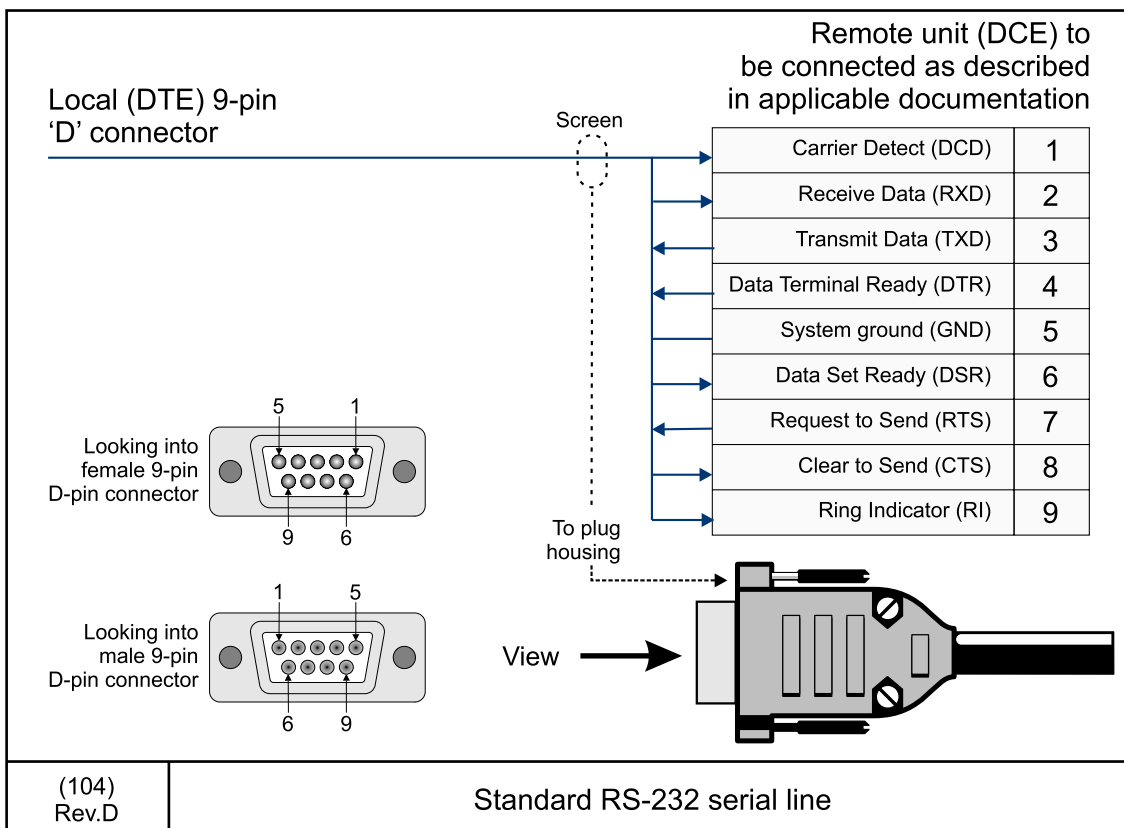 Remote unit (DCE) to
be connected as described
in applicable documentation
Local (DTE) 9-pin
‘D’ connector
Screen
Carrier Detect (DCD) 1
Receive Data (RXD) 2
Transmit Data (TXD) 3
Data Terminal Ready (DTR) 4
System ground (GND) 5
Data Set Ready (DSR) 6
Request to Send (RTS) 7
Clear to Send (CTS) 8
Ring Indicator (RI) 9
5 1
Looking into
female 9-pin
D-pin connector
9 6
To plug
housing
1 5
Looking into
male 9-pin
D-pin connector
6 9
View
(104)
Rev.D
Standard RS-232 serial line